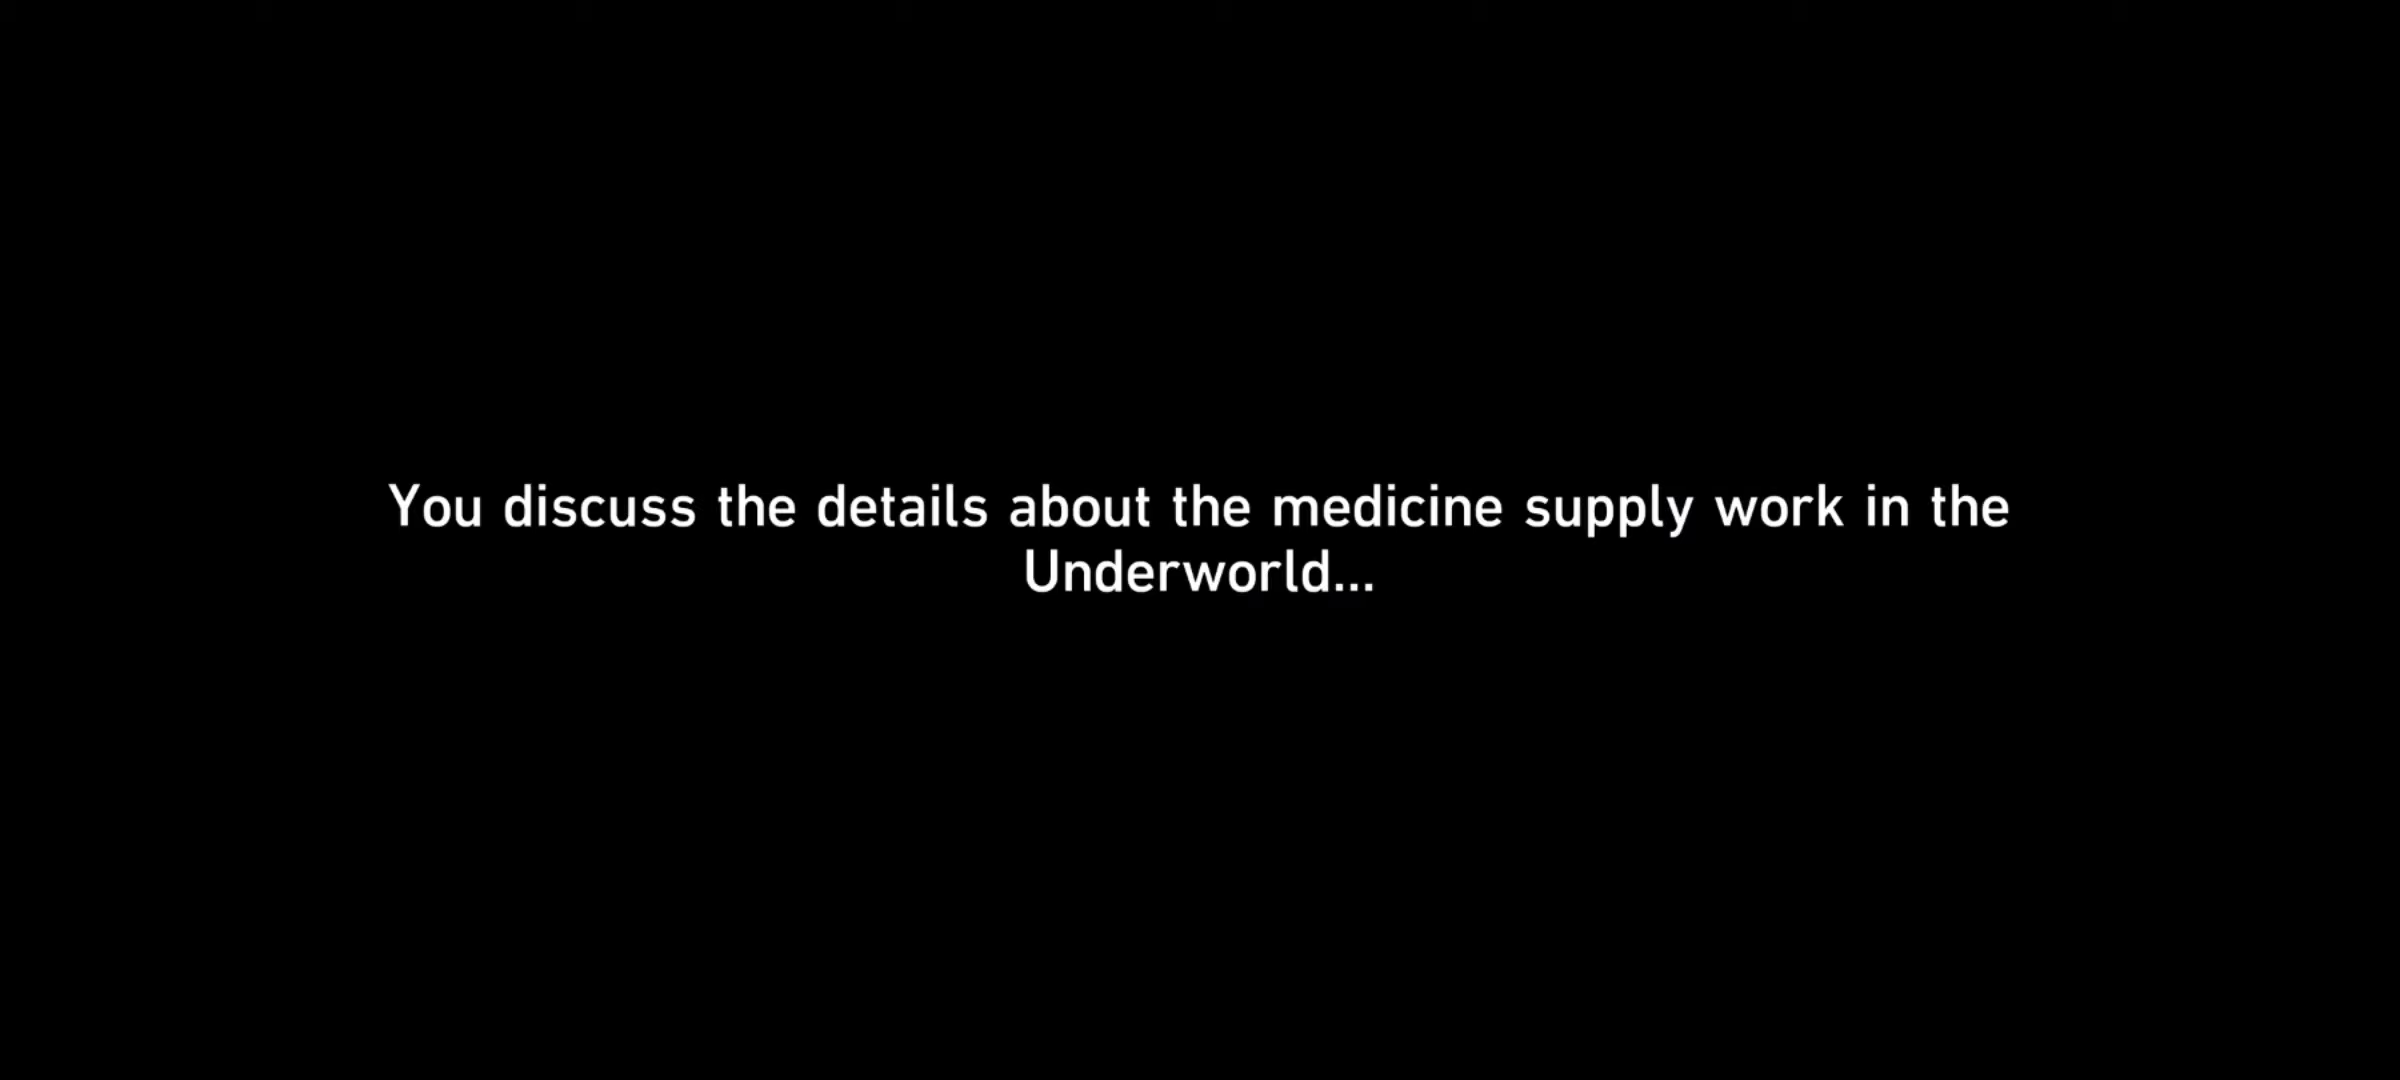 You discuss the details about the medicine supply work in the
Underworld...